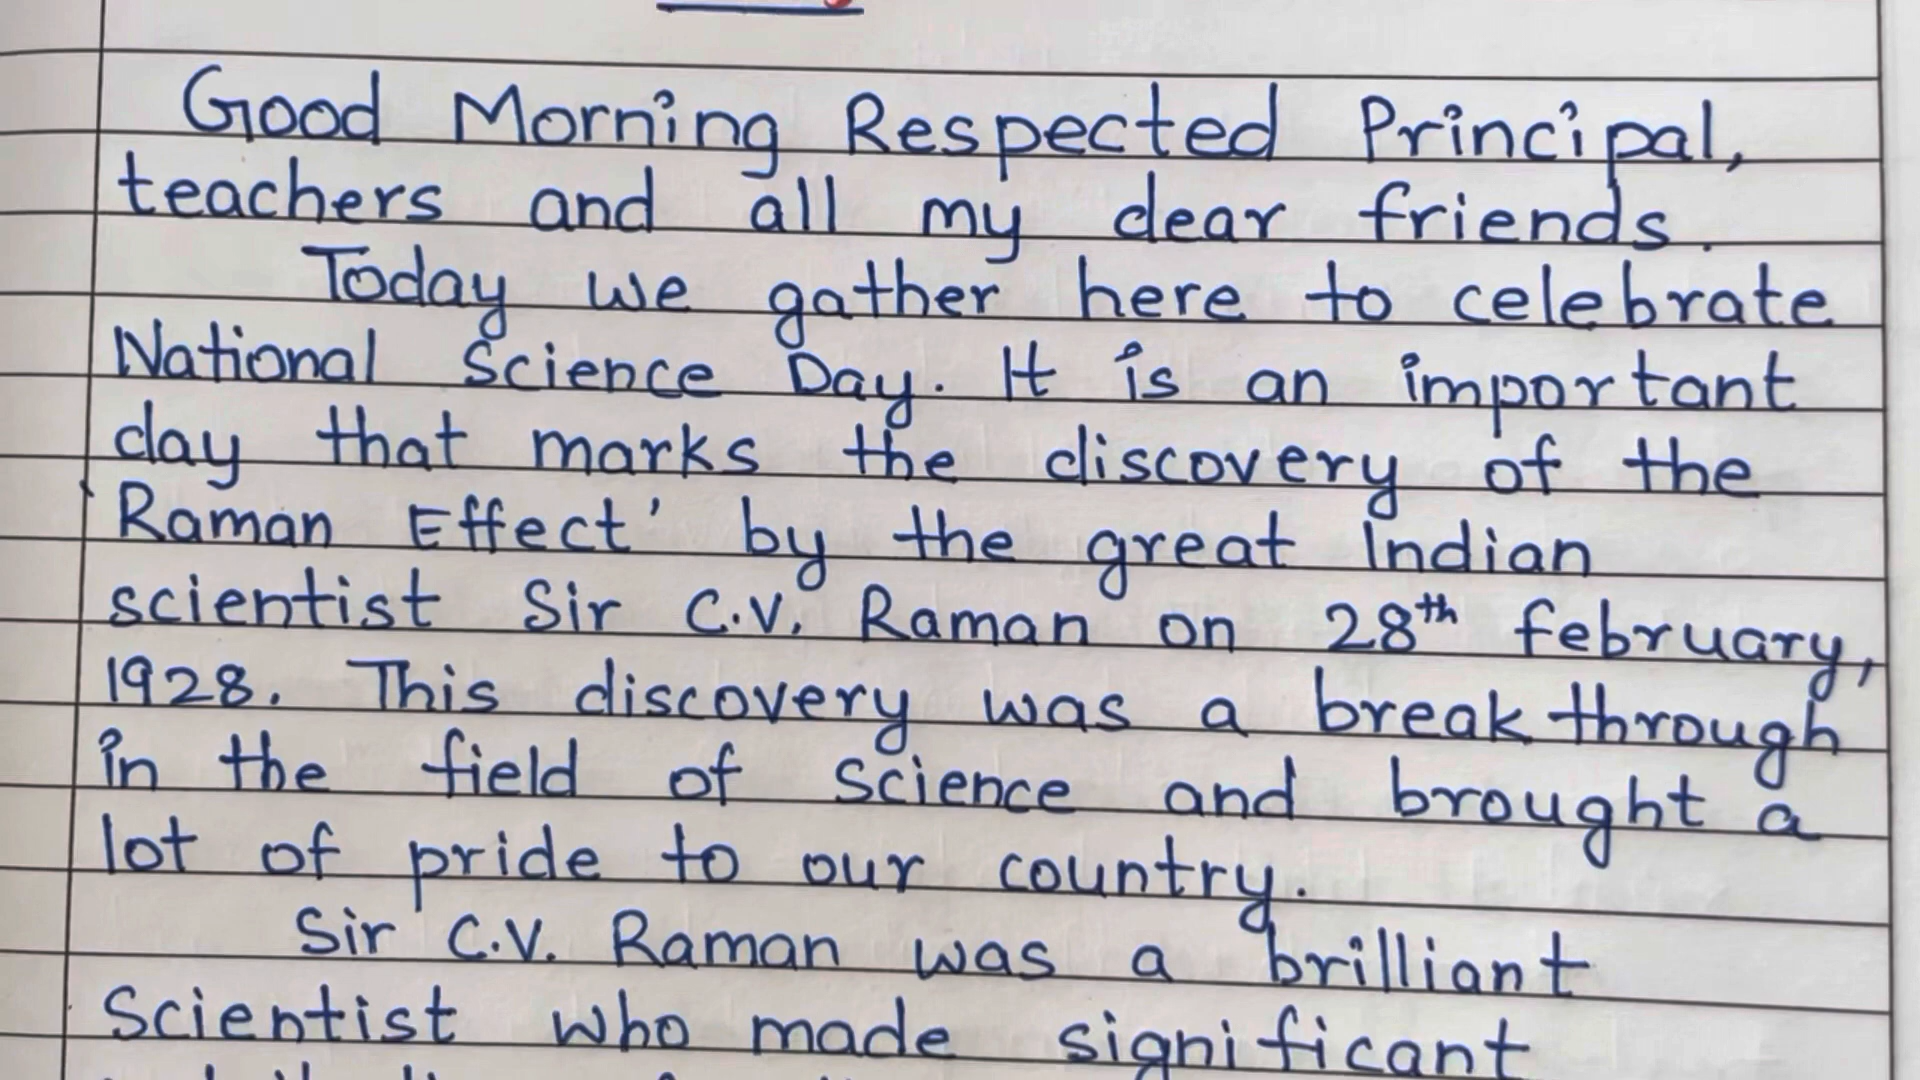 Good Morning Respected Principal,
teachers and all my dear friends.
Today we gather here to celebrate
National Science Day. It is an important
day that marks the discovery of the
'Raman Effect' by the great Indian
scientist Sir C.V. Raman on 28th february,
1928. This discovery was a break through
in the field of science and brought a
lot of pride to our country.
Sir C.V. Raman was a brilliant
Scientist who made significant